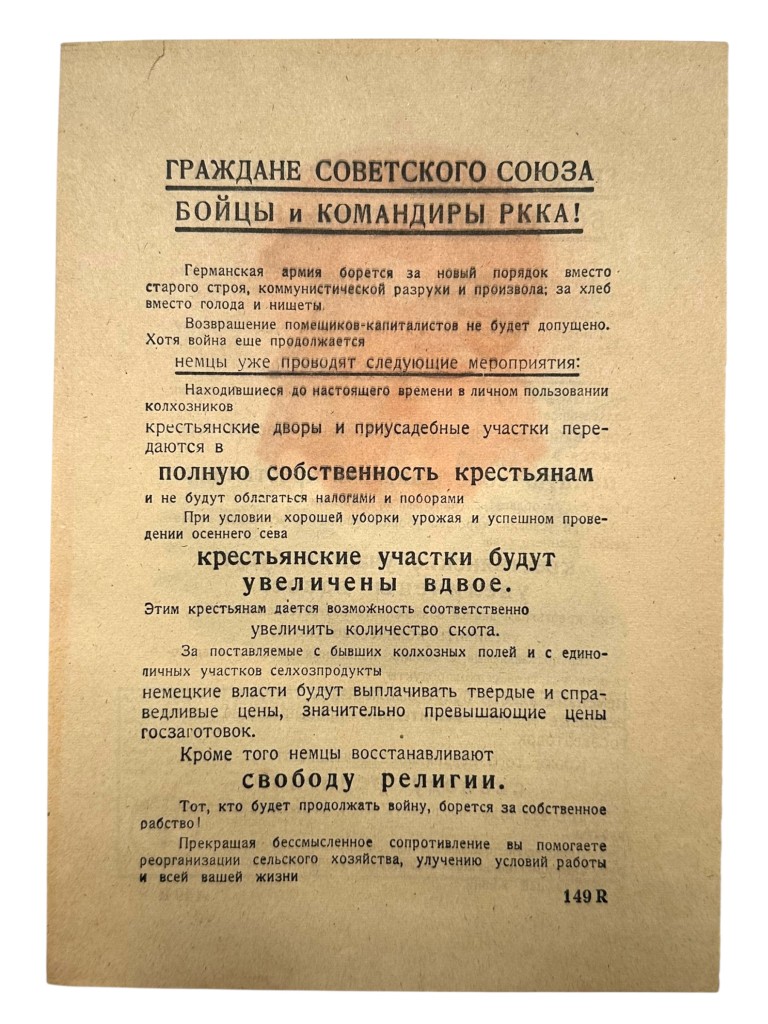 ГРАЖДАНЕ СОВЕТСКОГО СОЮЗА
БОЙЦЫ и КОМАНДИРЫ РККА!
Германская армия борется за новый порядок вместо
старого строя, коммунистической разрухи и произвола; за хлеб
вместо голода и нищеты.
Возвращение помещиков-капиталистов не будет допущено.
Хотя война еще продолжается
немцы уже проводят следующие мероприятия:
Находившиеся до настоящего времени в личном пользовании
колхозников
крестьянские дворы и приусадебные участки пере-
даются в
полную собственность крестьянам
и не будут облагаться налогами и поборами
При условии хорошей уборки урожая и успешном прове-
дении осеннего сева
крестьянские участки будут
увеличены вдвое.
Этим крестьянам дается возможность соответственно
увеличить количество скота.
За поставляемые с бывших колхозных полей и с едино-
личных участков селхозпродукты
немецкие власти будут выплачивать твердые и спра-
ведливые цены, значительно превышающие цены
госзаготовок.
Кроме того немцы восстанавливают
свободу религии.
Тот, кто будет продолжать войну, борется за собственное
рабство!
Прекращая бессмысленное сопротивление вы помогаете
реорганизации сельского хозяйства, улучению условий работы
и всей вашей жизни
149 R